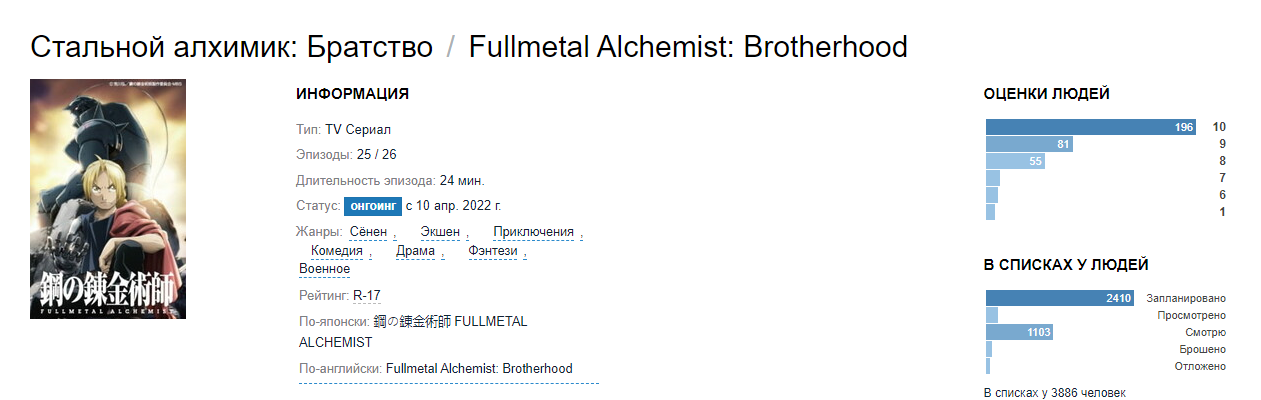 Стальной алхимик: Братство / Fullmetal Alchemist: Brotherhood
鋼の錬金術師
FULLMETAL ALCHEMIST
ИНФОРМАЦИЯ
Тип: TV Сериал
Эпизоды: 25 / 26
Длительность эпизода: 24 мин.
Статус: онгоинг с 10 апр. 2022 г.
Жанры: Сёнен , Экшен , Приключения ,
Комедия , Драма , Фэнтези ,
Военное
Рейтинг: R-17
По-японски: 鋼の錬金術師 FULLMETAL
ALCHEMIST
По-английски: Fullmetal Alchemist: Brotherhood
ОЦЕНКИ ЛЮДЕЙ
196 10
81 9
55 8
7
6
1
В СПИСКАХ У ЛЮДЕЙ
2410 Запланировано
Просмотрено
1103 Смотрю
Брошено
Отложено
В списках у 3886 человек